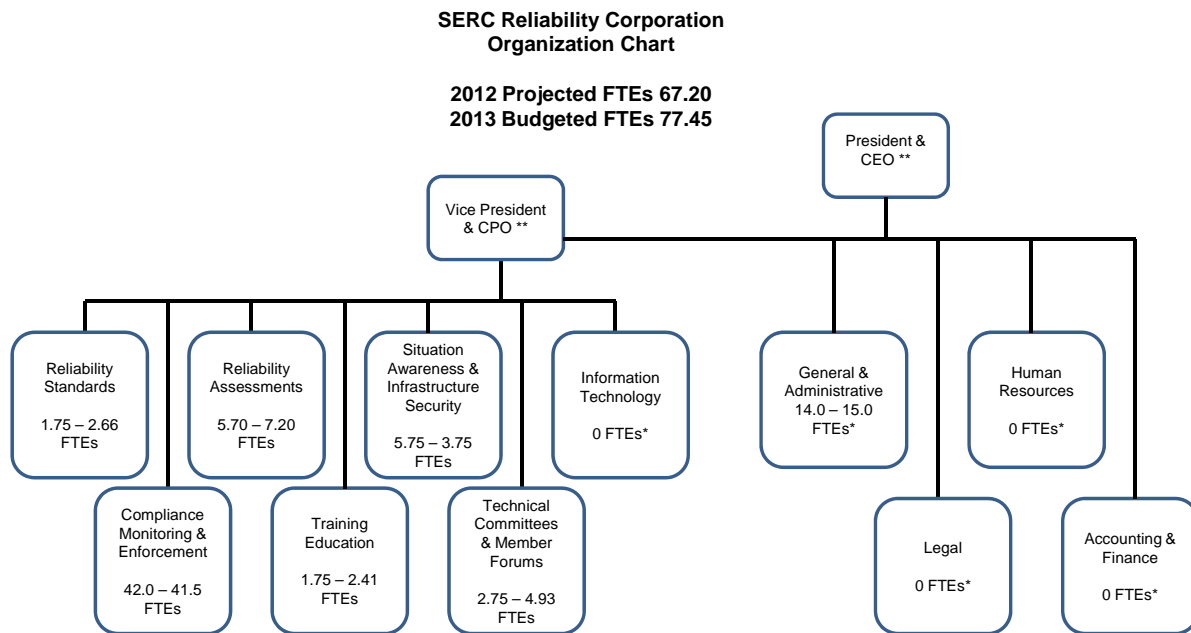 SERC Reliability Corporation
Organization Chart
2012 Projected FTEs 67.20
2013 Budgeted FTEs 77.45
President &
CEO **
Vice President
& CPO **
Reliability
Standards
1.75 – 2.66
FTEs
Reliability
Assessments
5.70 – 7.20
FTEs
Situation
Awareness &
Infrastructure
Security
5.75 – 3.75
FTEs
Information
Technology
0 FTEs*
General &
Administrative
14.0 – 15.0
FTEs*
Human
Resources
0 FTEs*
Compliance
Monitoring &
Enforcement
42.0 – 41.5
FTEs
Training
Education
1.75 – 2.41
FTEs
Technical
Committees
& Member
Forums
2.75 – 4.93
FTEs
Legal
0 FTEs*
Accounting &
Finance
0 FTEs*